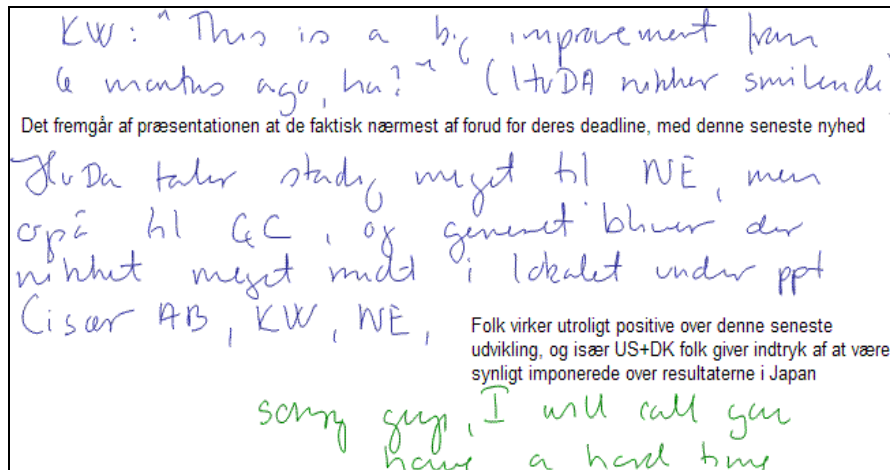 KW: "This is a big improvement from
6 months ago, ha?" (HvDA nikker smilende
Det fremgår af præsentationen at de faktisk nærmest af forud for deres deadline, med denne seneste nyhed
HvDa taler stadig meget til NE, men
også til GC, og generelt bliver der
nikket meget rundt i lokalet under ppt
(især AB, KW, NE,
Folk virker utroligt positive over denne seneste
udvikling, og især US+DK folk giver indtryk af at være
synligt imponerede over resultaterne i Japan
sorry guys, I will call you
have a hard time